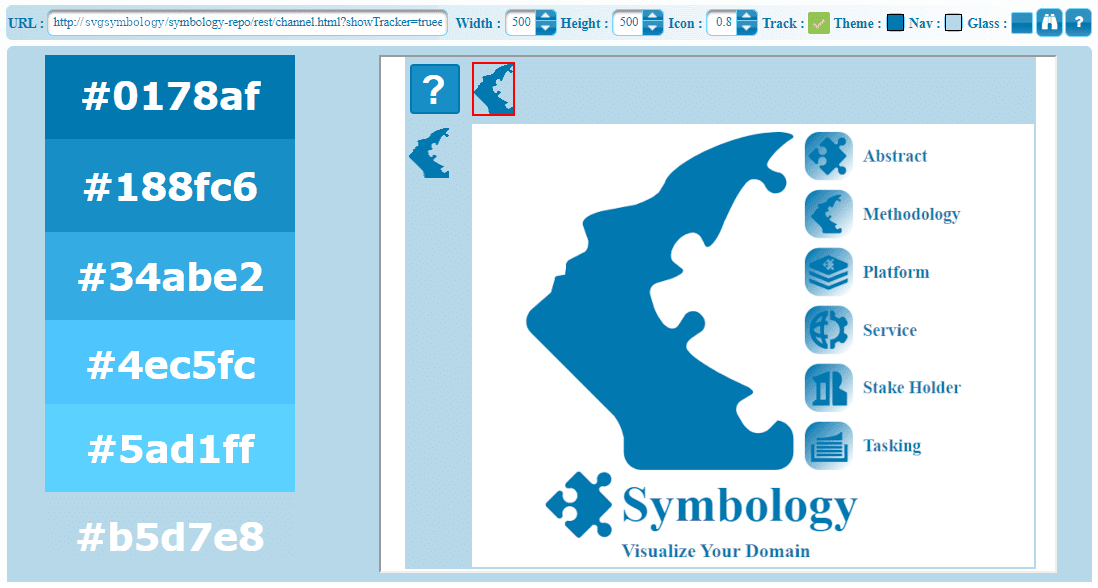 URL : http://svgsymbology/symbology-repo/rest/channel.html?showTracker=truee Width : 500 Height : 500 Icon : 0.8 Track : Theme : Nav : Glass : ?
#0178af
#188fc6
#34abe2
#4ec5fc
#5ad1ff
#b5d7e8
?
Abstract
Methodology
Platform
Service
Stake Holder
Tasking
Symbology
Visualize Your Domain